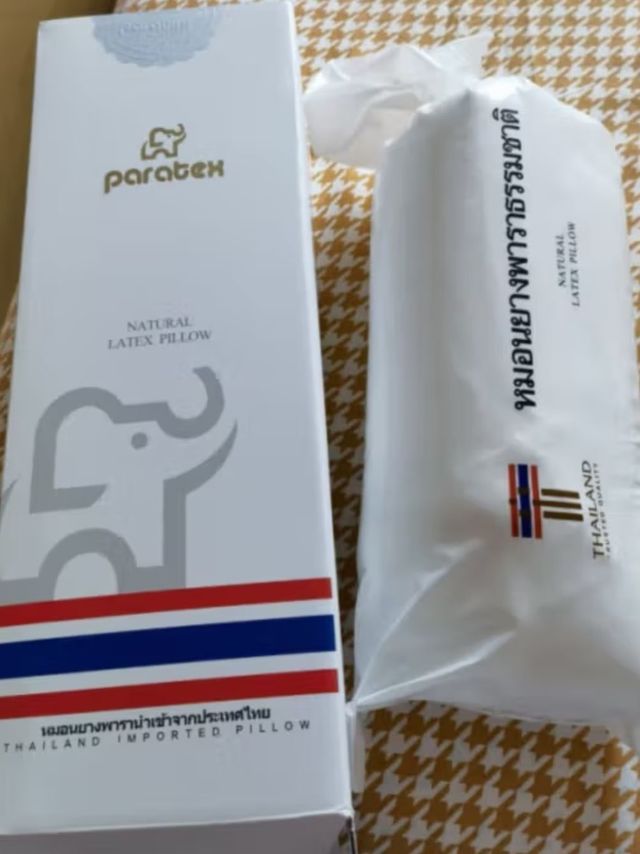 paratex
NATURAL
LATEX PILLOW
หมอนยางพารานำเข้าจากประเทศไทย
THAILAND IMPORTED PILLOW
หมอนยางพาราธรรมชาติ
NATURAL
LATEX PILLOW
THAILAND
TRUSTED QUALITY